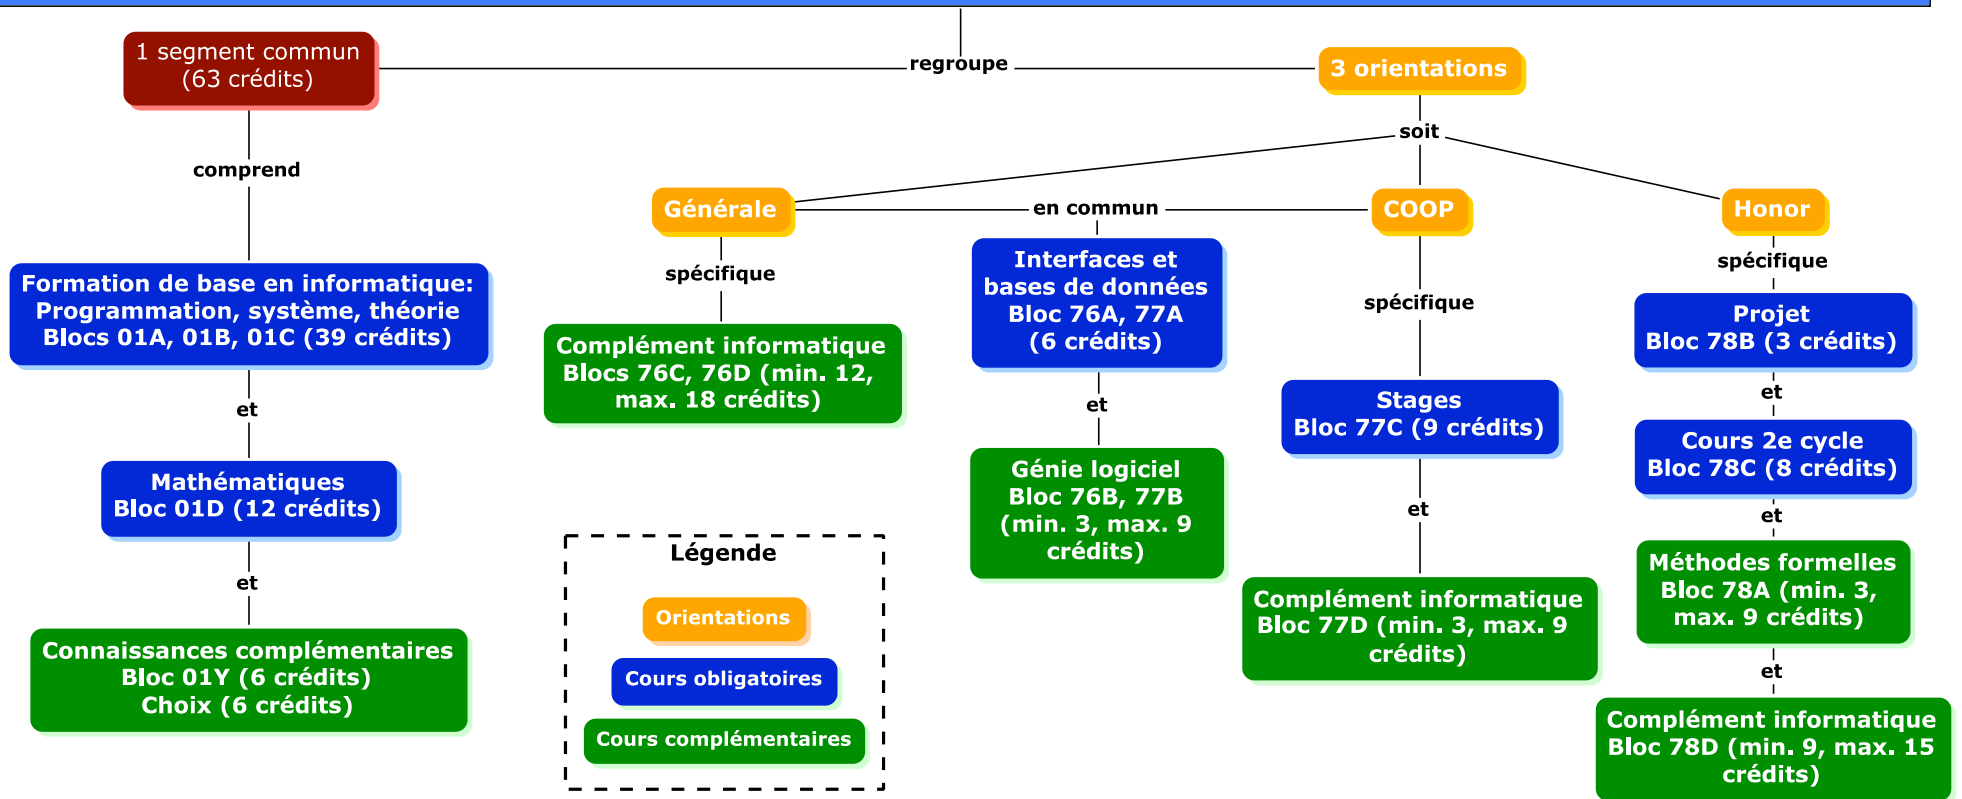 1 segment commun
(63 crédits)
regroupe
3 orientations
soit
comprend
Générale
en commun
COOP
Honor
spécifique
Complément informatique
Blocs 76C, 76D (min. 12,
max. 18 crédits)
Interfaces et
bases de données
Bloc 76A, 77A
(6 crédits)
et
Génie logiciel
Bloc 76B, 77B
(min. 3, max. 9
crédits)
spécifique
Stages
Bloc 77C (9 crédits)
et
Complément informatique
Bloc 77D (min. 3, max. 9
crédits)
spécifique
Projet
Bloc 78B (3 crédits)
et
Cours 2e cycle
Bloc 78C (8 crédits)
et
Méthodes formelles
Bloc 78A (min. 3,
max. 9 crédits)
et
Complément informatique
Bloc 78D (min. 9, max. 15
crédits)
Formation de base en informatique:
Programmation, système, théorie
Blocs 01A, 01B, 01C (39 crédits)
et
Mathématiques
Bloc 01D (12 crédits)
et
Connaissances complémentaires
Bloc 01Y (6 crédits)
Choix (6 crédits)
Légende
Orientations
Cours obligatoires
Cours complémentaires